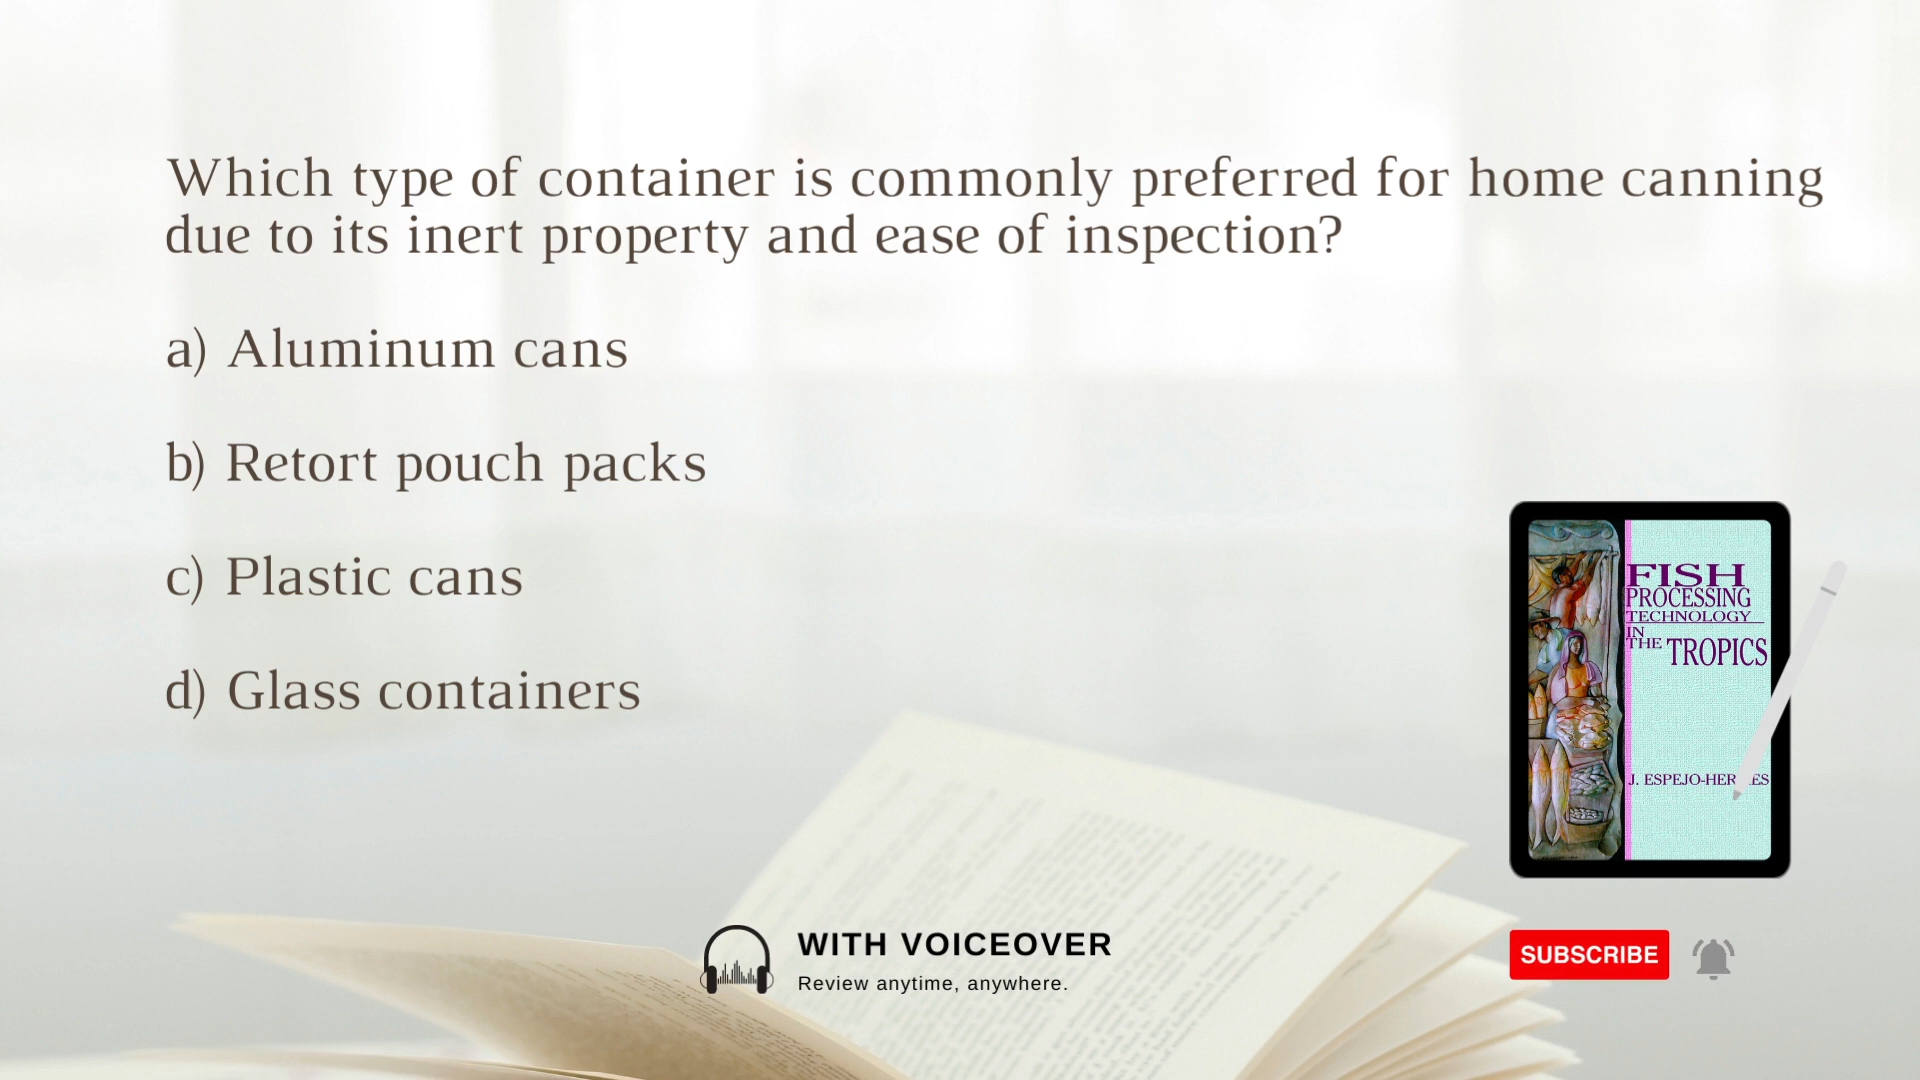 Which type of container is commonly preferred for home canning
due to its inert property and ease of inspection?
a) Aluminum cans
b) Retort pouch packs
c) Plastic cans
d) Glass containers
FISH
PROCESSING
TECHNOLOGY
IN
THE TROPICS
WITH VOICEOVER
Review anytime, anywhere.
SUBSCRIBE